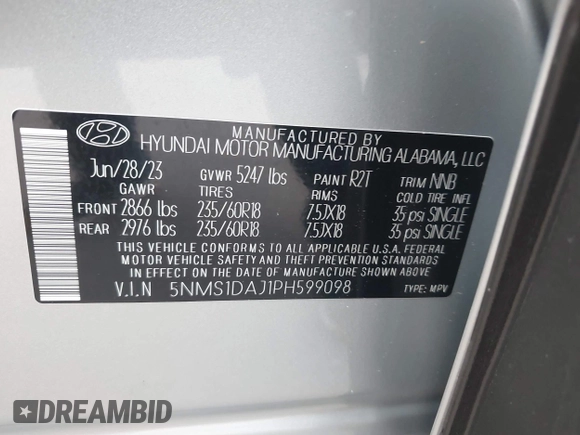 MANUFACTURED BY
HYUNDAI MOTOR MANUFACTURING ALABAMA, LLC
Jun/28/23 GVWR 5247 lbs PAINT R2T TRIM NNB
GAWR TIRES RIMS COLD TIRE INFL
FRONT 2866 lbs 235/60R18 7.5JX18 35 psi SINGLE
REAR 2976 lbs 235/60R18 7.5JX18 35 psi SINGLE
THIS VEHICLE CONFORMS TO ALL APPLICABLE U.S.A. FEDERAL
MOTOR VEHICLE SAFETY AND THEFT PREVENTION STANDARDS
IN EFFECT ON THE DATE OF MANUFACTURE SHOWN ABOVE.
V.I.N 5NMS1DAJ1PH599098 TYPE: MPV
DREAMBID